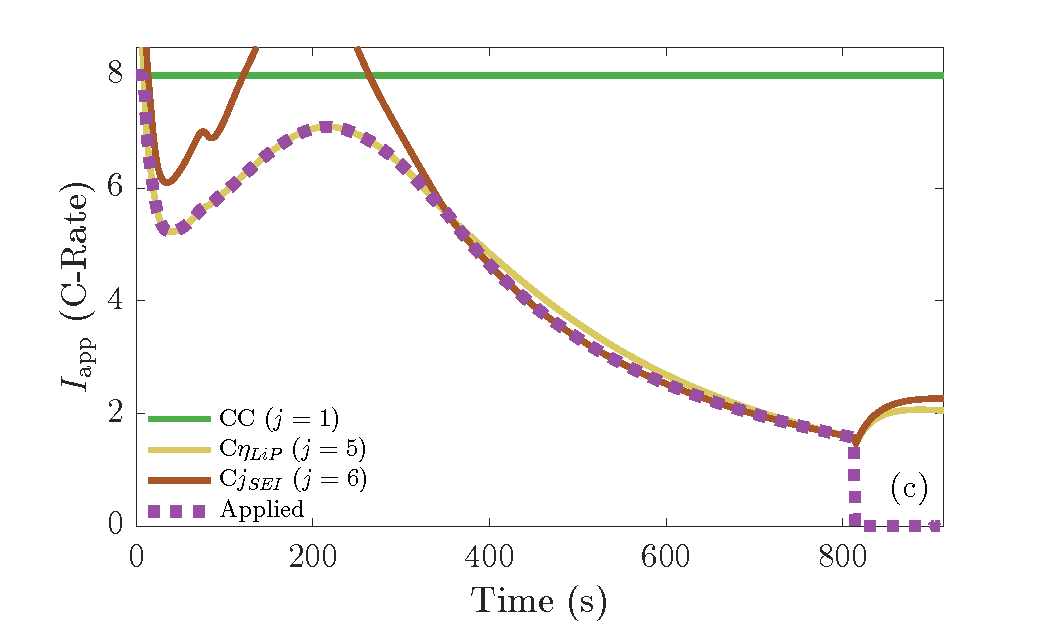 8
6
4
2
0
I_app (C-Rate)
CC (j = 1)
Cη_LiP (j = 5)
Cj_SEI (j = 6)
Applied
(c)
0 200 400 600 800
Time (s)